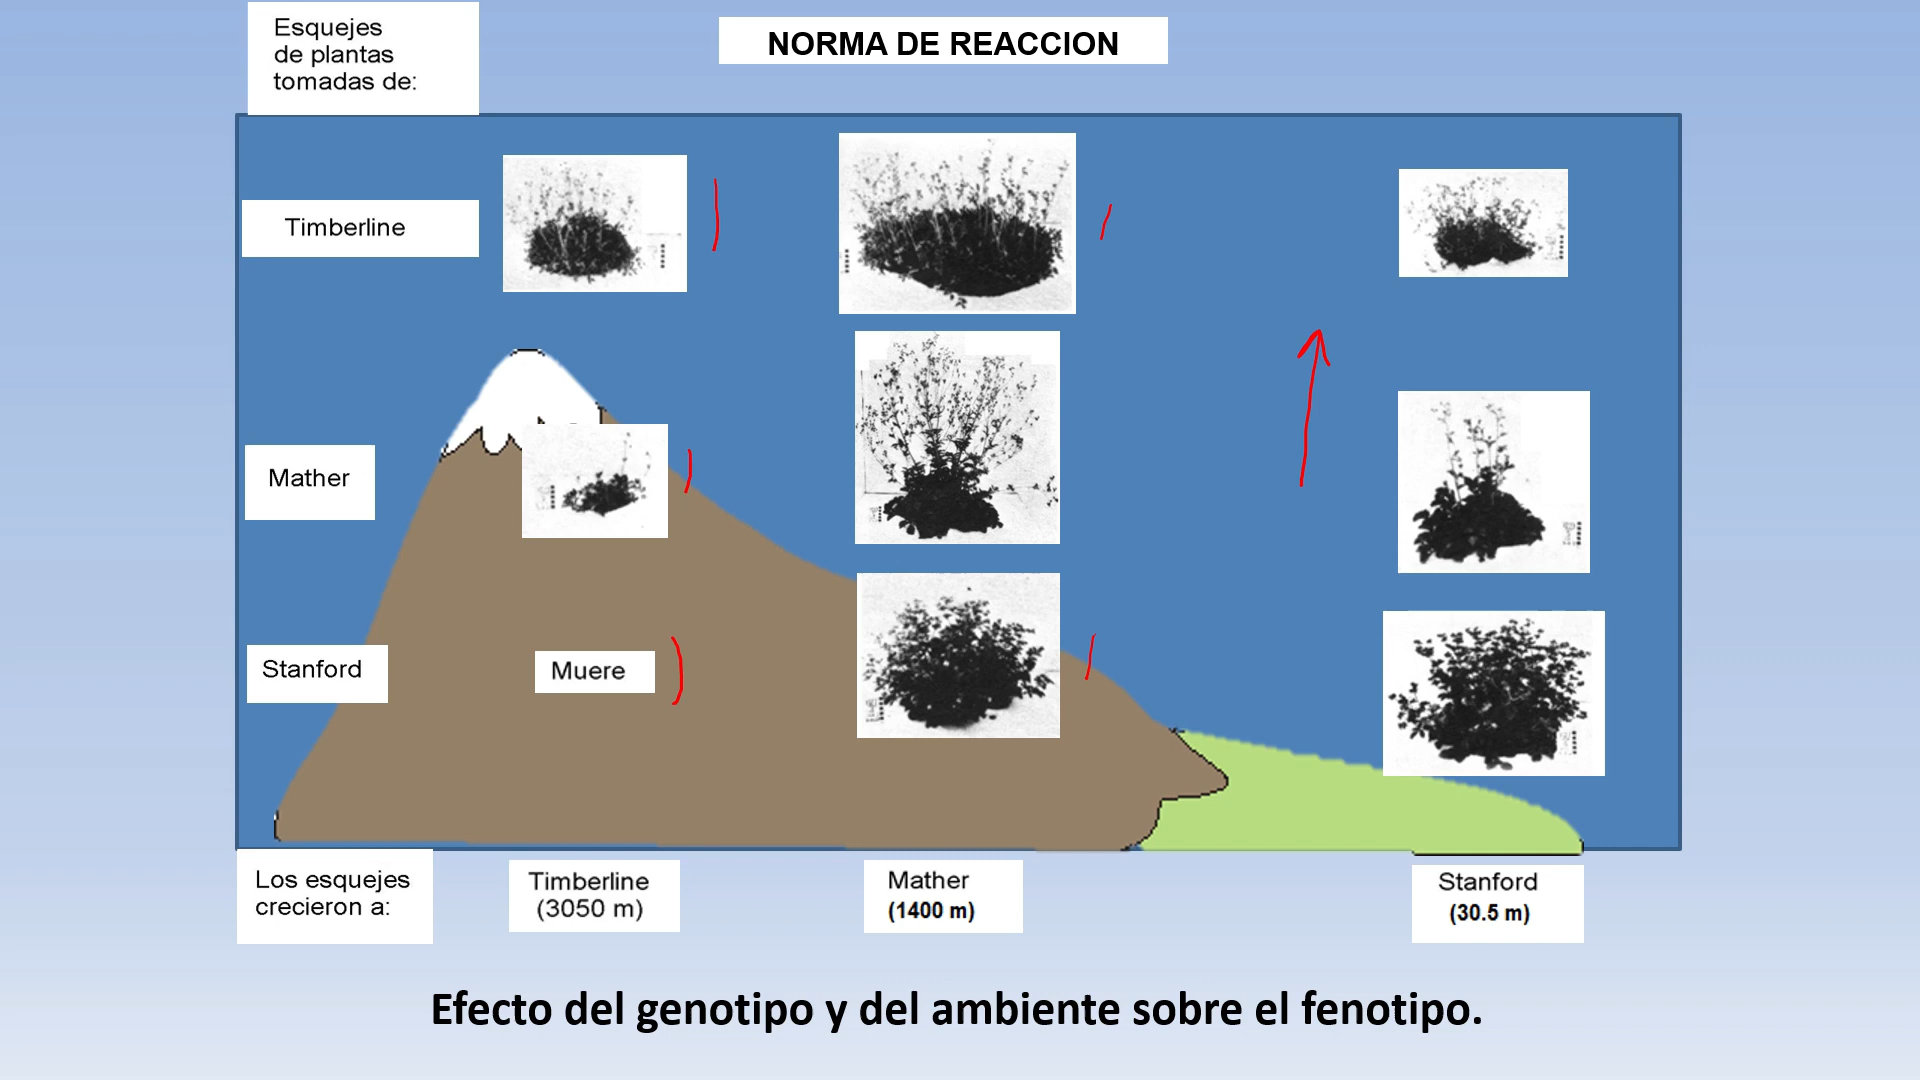 Esquejes
de plantas
tomadas de:
NORMA DE REACCION
Timberline
Mather
Stanford
Muere
Los esquejes
crecieron a:
Timberline
(3050 m)
Mather
(1400 m)
Stanford
(30.5 m)
Efecto del genotipo y del ambiente sobre el fenotipo.